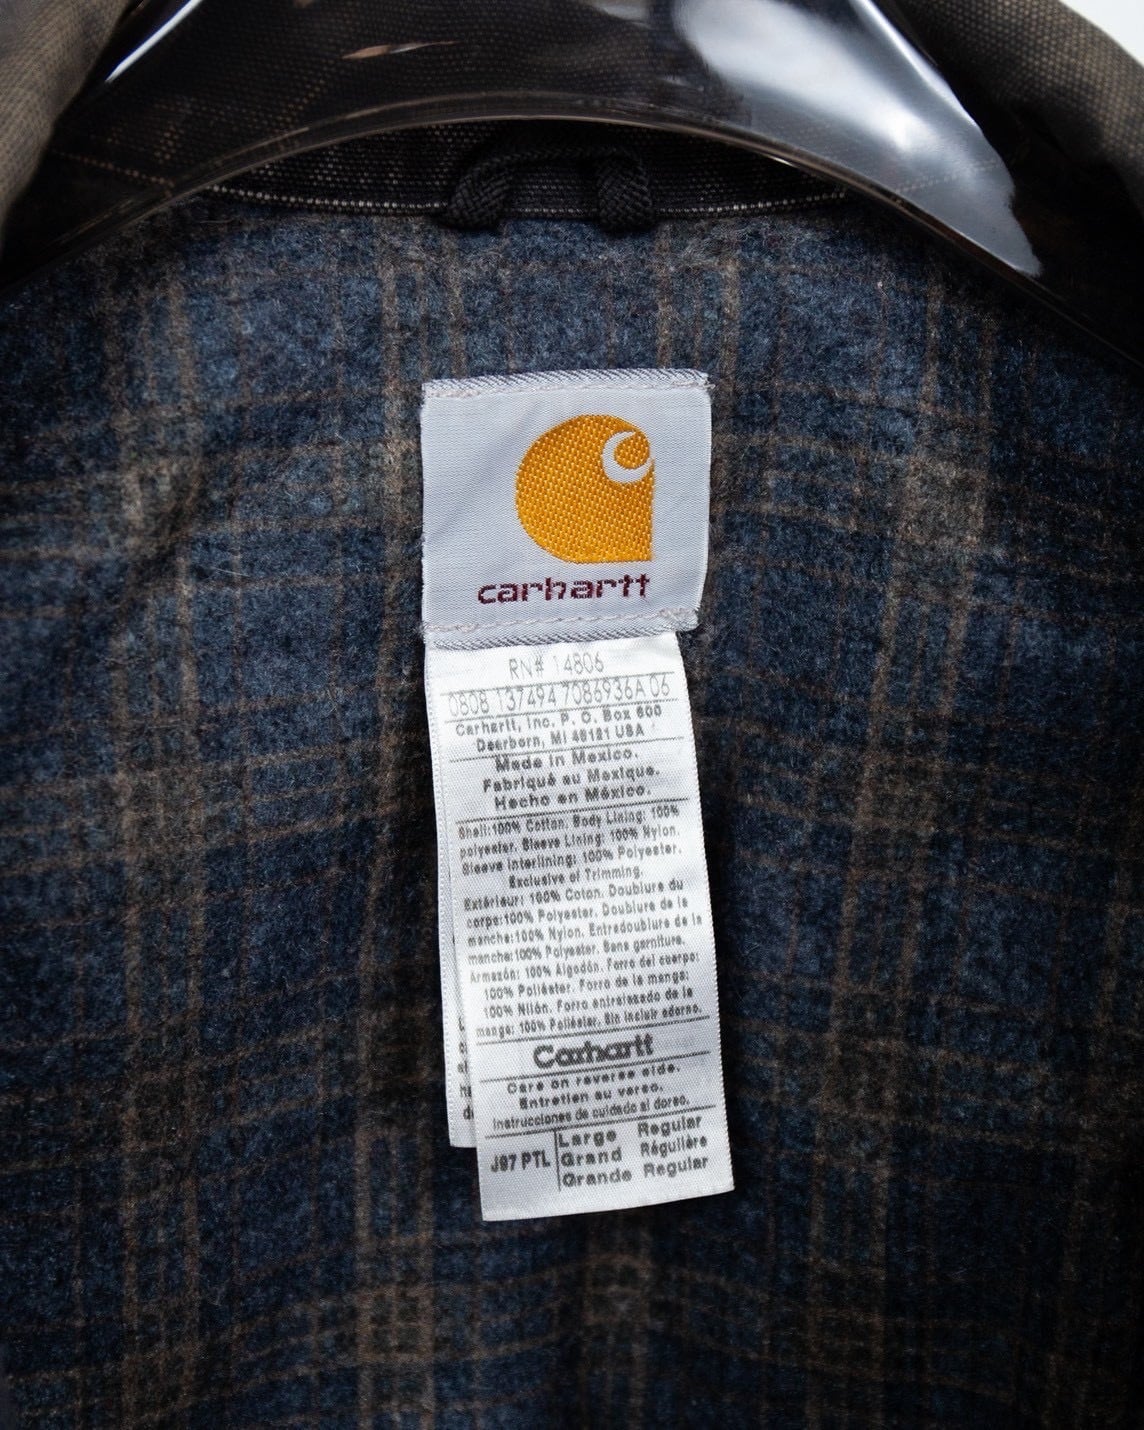 carhartt
RN# 14806
0808 137494 7086936A 06
Carhartt, Inc. P. O. Box 600
Dearborn, MI 48121 USA
Made in Mexico.
Fabriqué au Mexique.
Hecho en México.
Shell:100% Cotton. Body Lining: 100%
polyester. Sleeve Lining: 100% Nylon.
Sleeve Interlining: 100% Polyester.
Exclusive of Trimming.
Extérieur: 100% Coton. Doublure du
corps:100% Polyester. Doublure de la
manche:100% Nylon. Entredoublure de la
manche:100% Polyester. Sans garniture.
Armazón: 100% Algodón. Forro del cuerpo:
100% Poliéster. Forro de la manga:
100% Nilón. Forro entrelazado de la
manga: 100% Poliéster. Sin incluir adorno.
Carhartt
Care on reverse side.
Entretien au verso.
Instrucciones de cuidado al dorso.
J97 PTL
Large Regular
Grand Régulière
Grande Regular